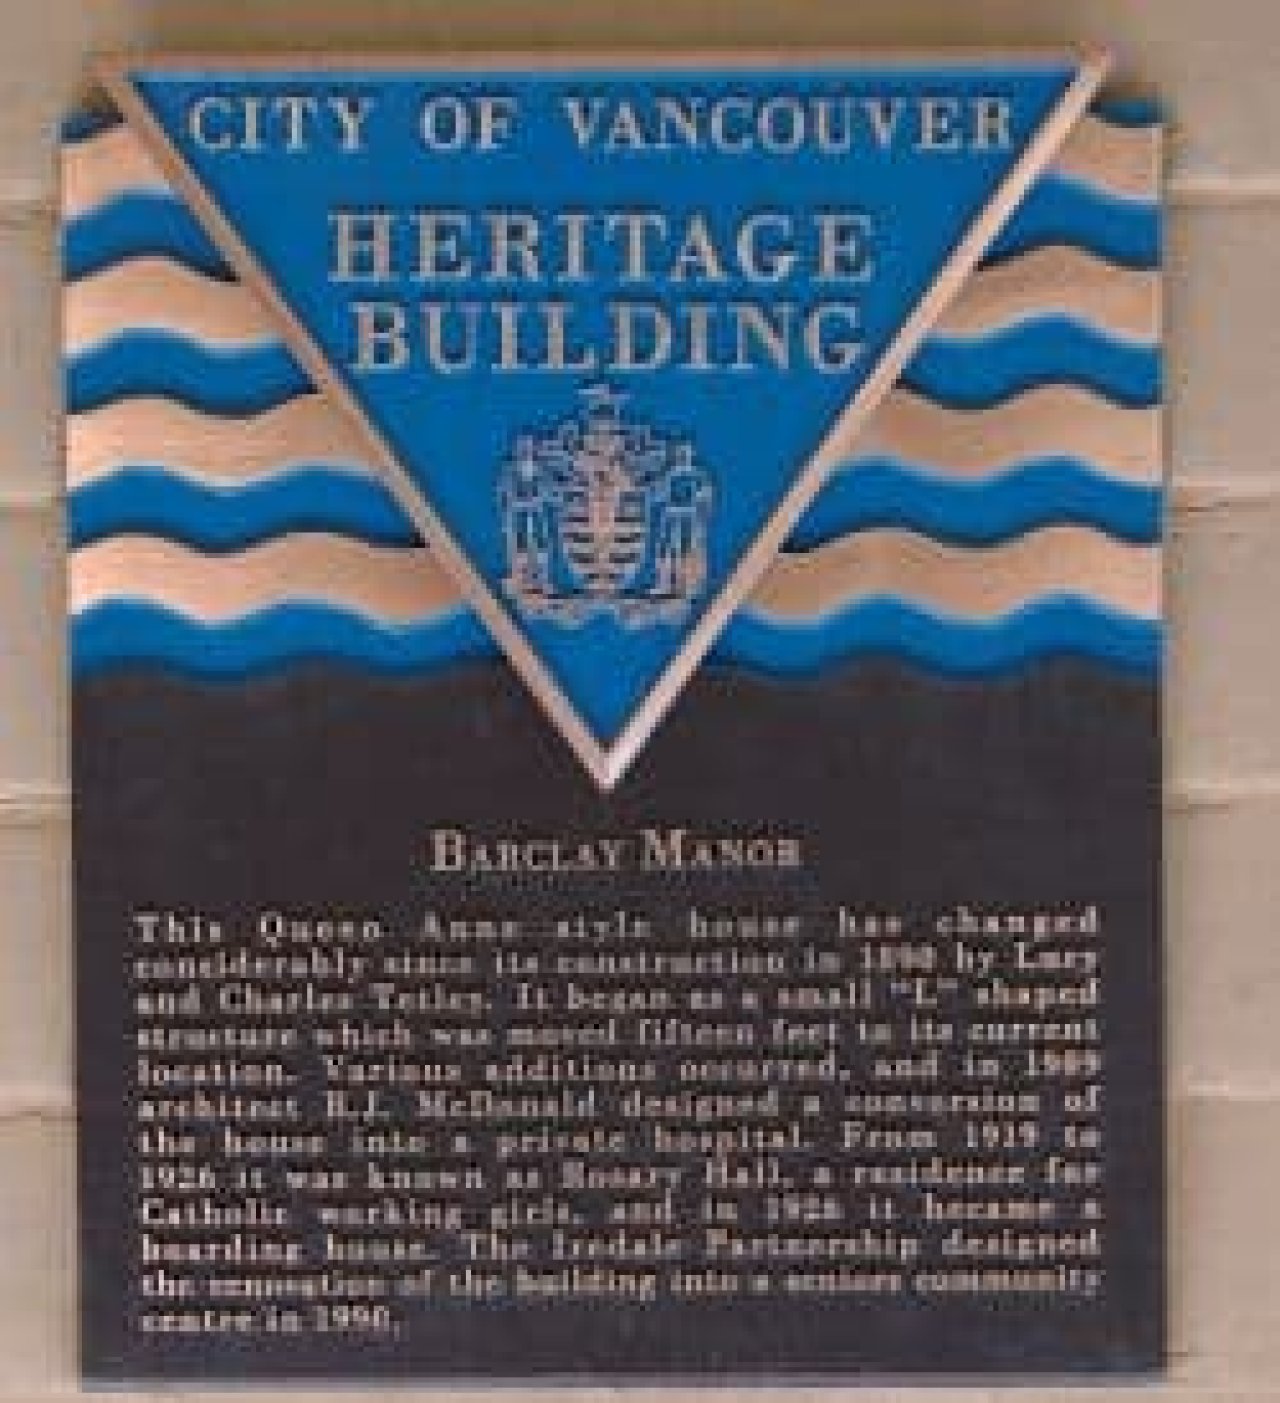 CITY OF VANCOUVER
HERITAGE
BUILDING
BARCLAY MANOR
This Queen Anne style house has changed
considerably since its construction in 1890 by Lucy
and Charles Tetley. It began as a small "L" shaped
structure which was moved fifteen feet to its current
location. Various additions occurred, and in 1909
architect R.J. McDonald designed a conversion of
the house into a private hospital. From 1919 to
1926 it was known as Rosary Hall, a residence for
Catholic working girls, and in 1926 it became a
boarding house. The Iredale Partnership designed
the renovation of the building into a seniors community
centre in 1990.